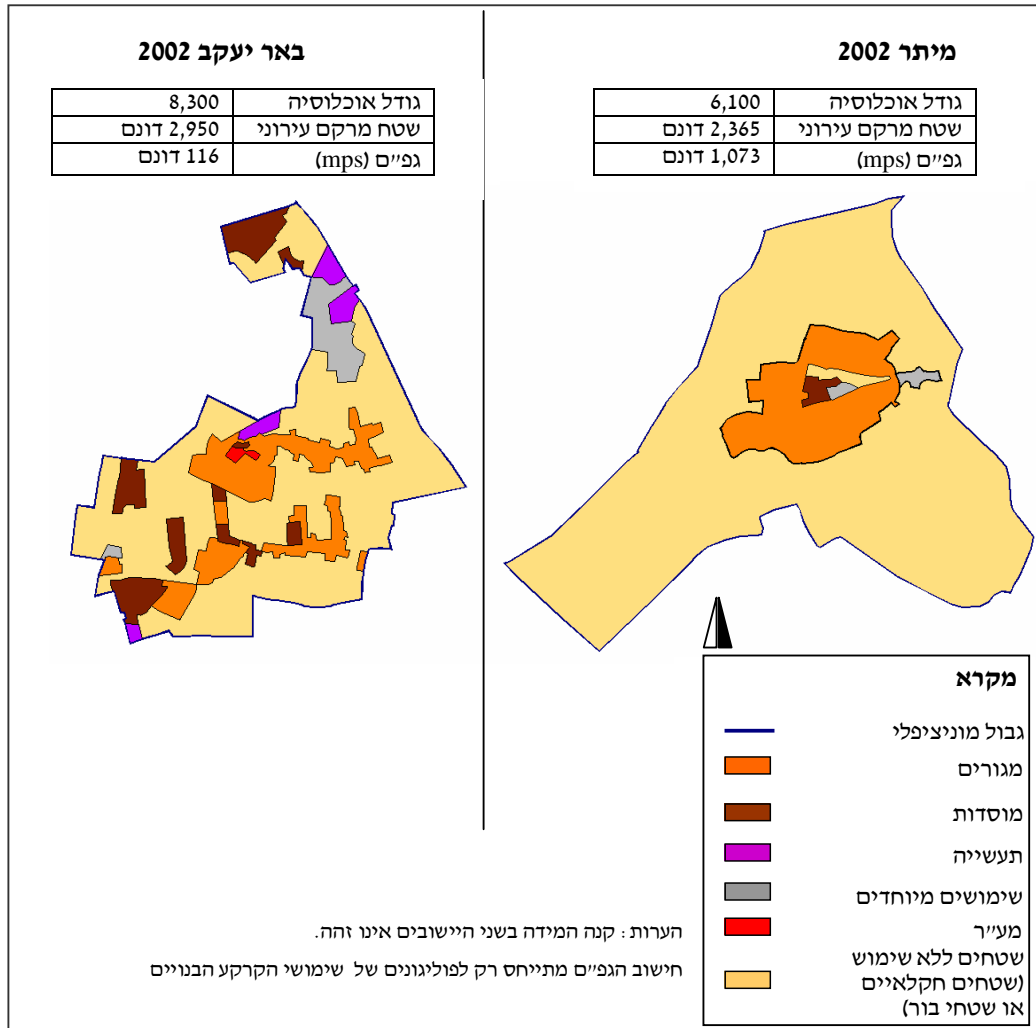 מיתר 2002
גודל אוכלוסיה 6,100
שטח מרקם עירוני 2,365 דונם
גפ״ם (mps) 1,073 דונם
באר יעקב 2002
גודל אוכלוסיה 8,300
שטח מרקם עירוני 2,950 דונם
גפ״ם (mps) 116 דונם
מקרא
גבול מוניציפלי
מגורים
מוסדות
תעשייה
שימושים מיוחדים
מע״ר
שטחים ללא שימוש
(שטחים חקלאיים
או שטחי בור)
הערות : קנה המידה בשני היישובים אינו זהה.
חישוב הגפ״ם מתייחס רק לפוליגונים של שימושי הקרקע הבנויים